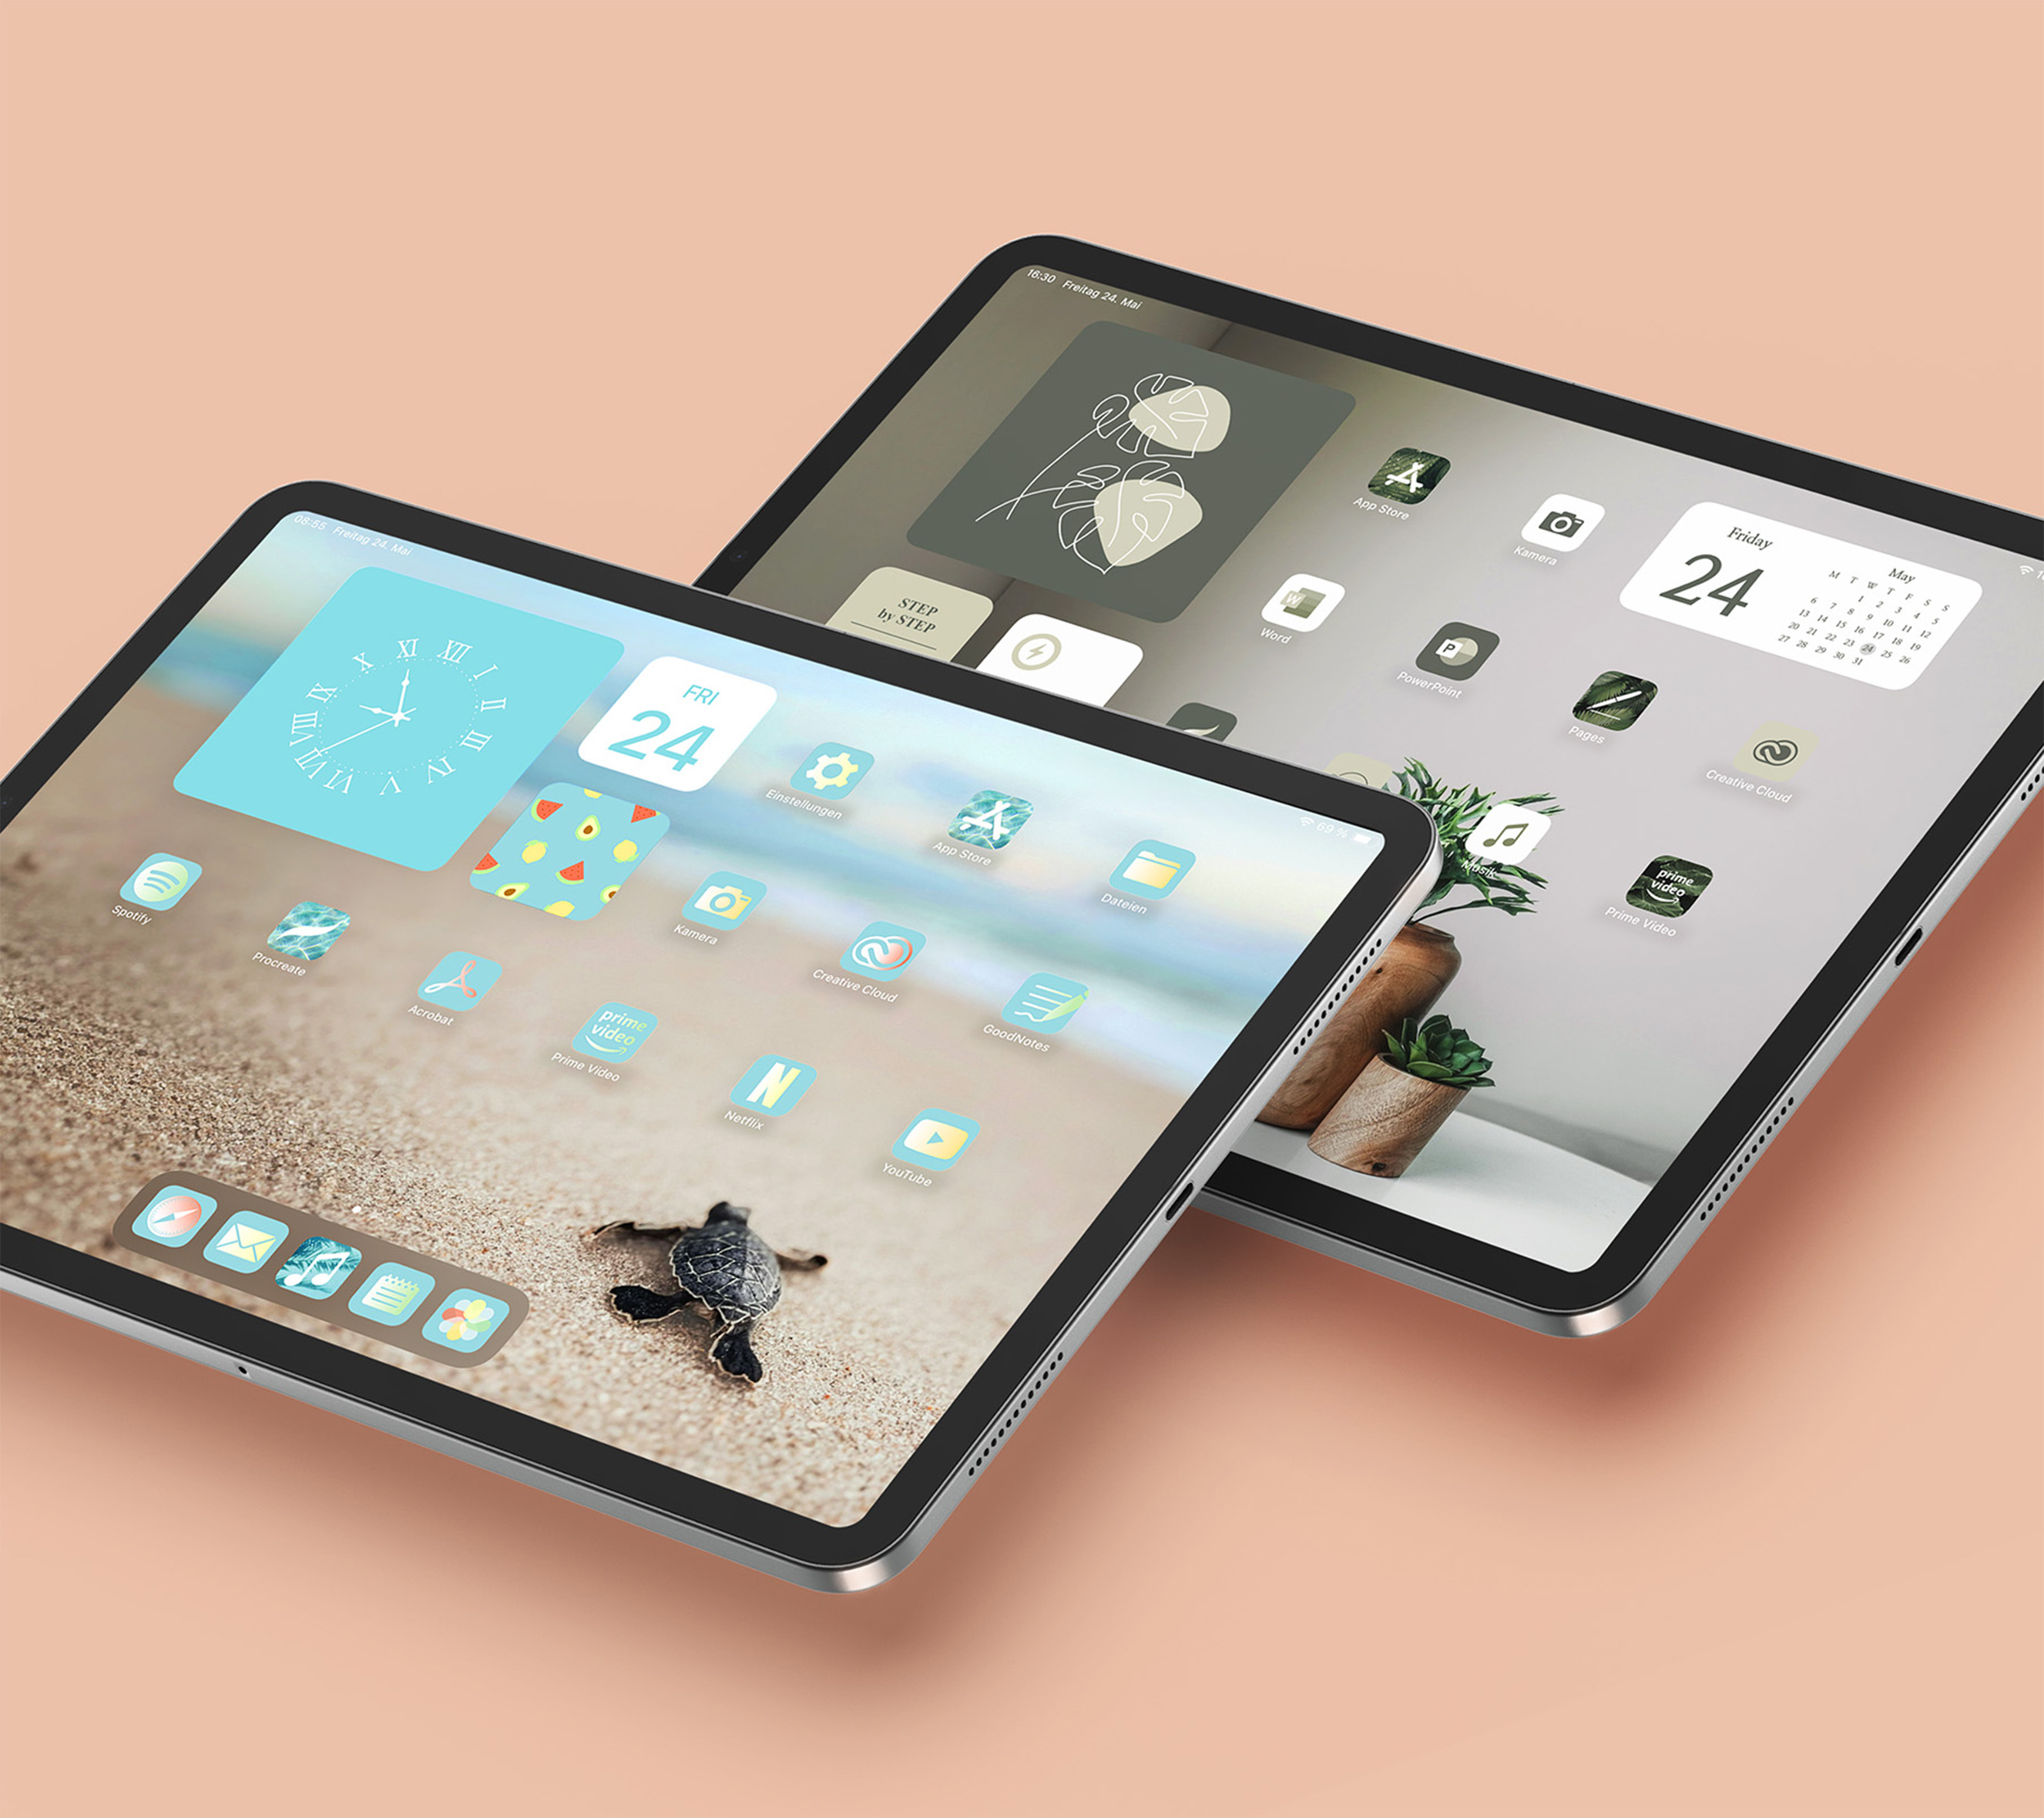 16:30 Freitag 24. Mai
STEP
by STEP
App Store
Kamera
Friday
24
May
M T W T F S S
1 2 3 4 5
6 7 8 9 10 11 12
13 14 15 16 17 18 19
20 21 22 23 24 25 26
27 28 29 30 31
W
Word
P
PowerPoint
Pages
Creative Cloud
Musik
prime
video
Prime Video
08:55 Freitag 24. Mai
69 %
XII I II III IV V VI VII VIII IX X XI
FRI
24
Einstellungen
App Store
Dateien
Kamera
Creative Cloud
GoodNotes
Spotify
Procreate
Acrobat
prime
video
Prime Video
N
Netflix
YouTube